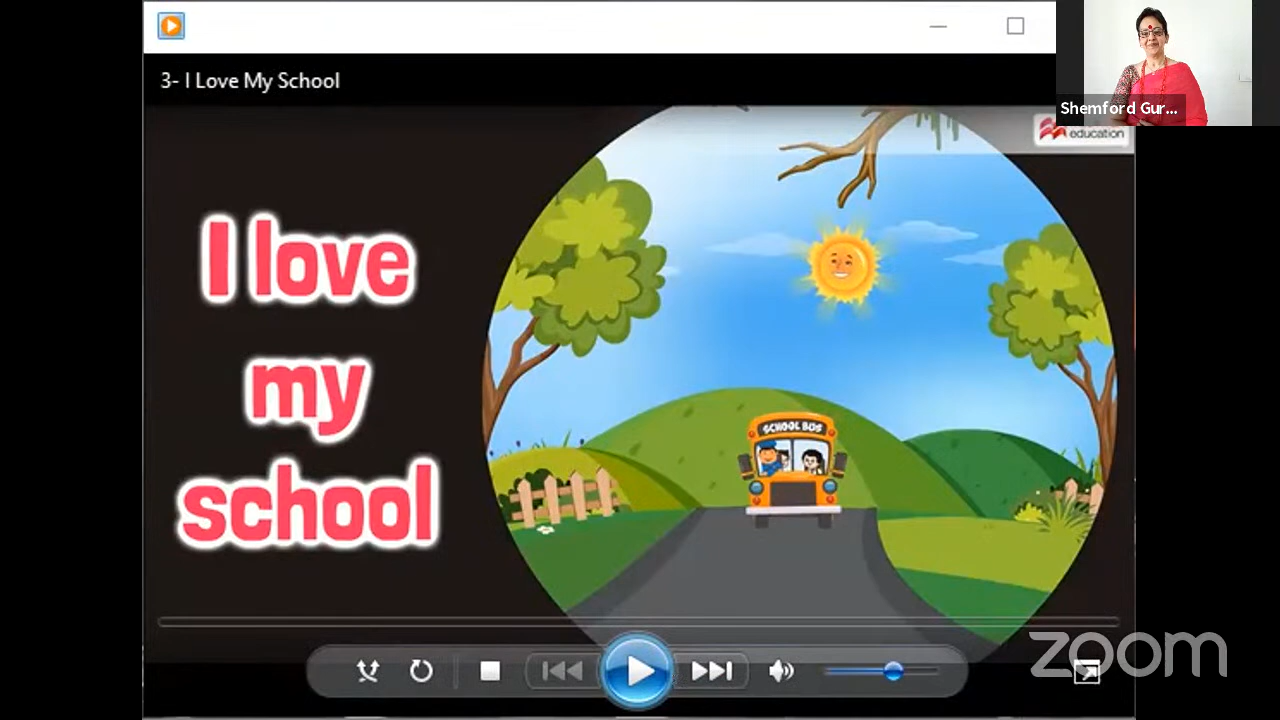 3- I Love My School
Shemford Gur...
education
I love
my
school
SCHOOL BUS
zoom